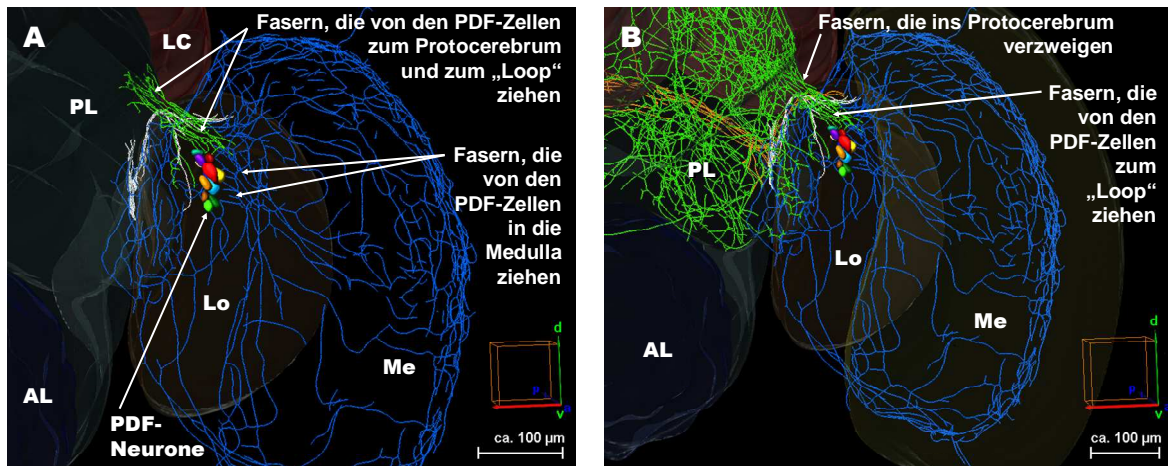 A
LC
Fasern, die von den PDF-Zellen
zum Protocerebrum
und zum „Loop“
ziehen
PL
Fasern, die
von den
PDF-Zellen
in die
Medulla
ziehen
Lo
Me
AL
PDF-
Neurone
d
v
ca. 100 µm
B
Fasern, die ins Protocerebrum
verzweigen
Fasern, die
von den
PDF-Zellen
zum
„Loop“
ziehen
PL
Lo
Me
AL
d
v
ca. 100 µm